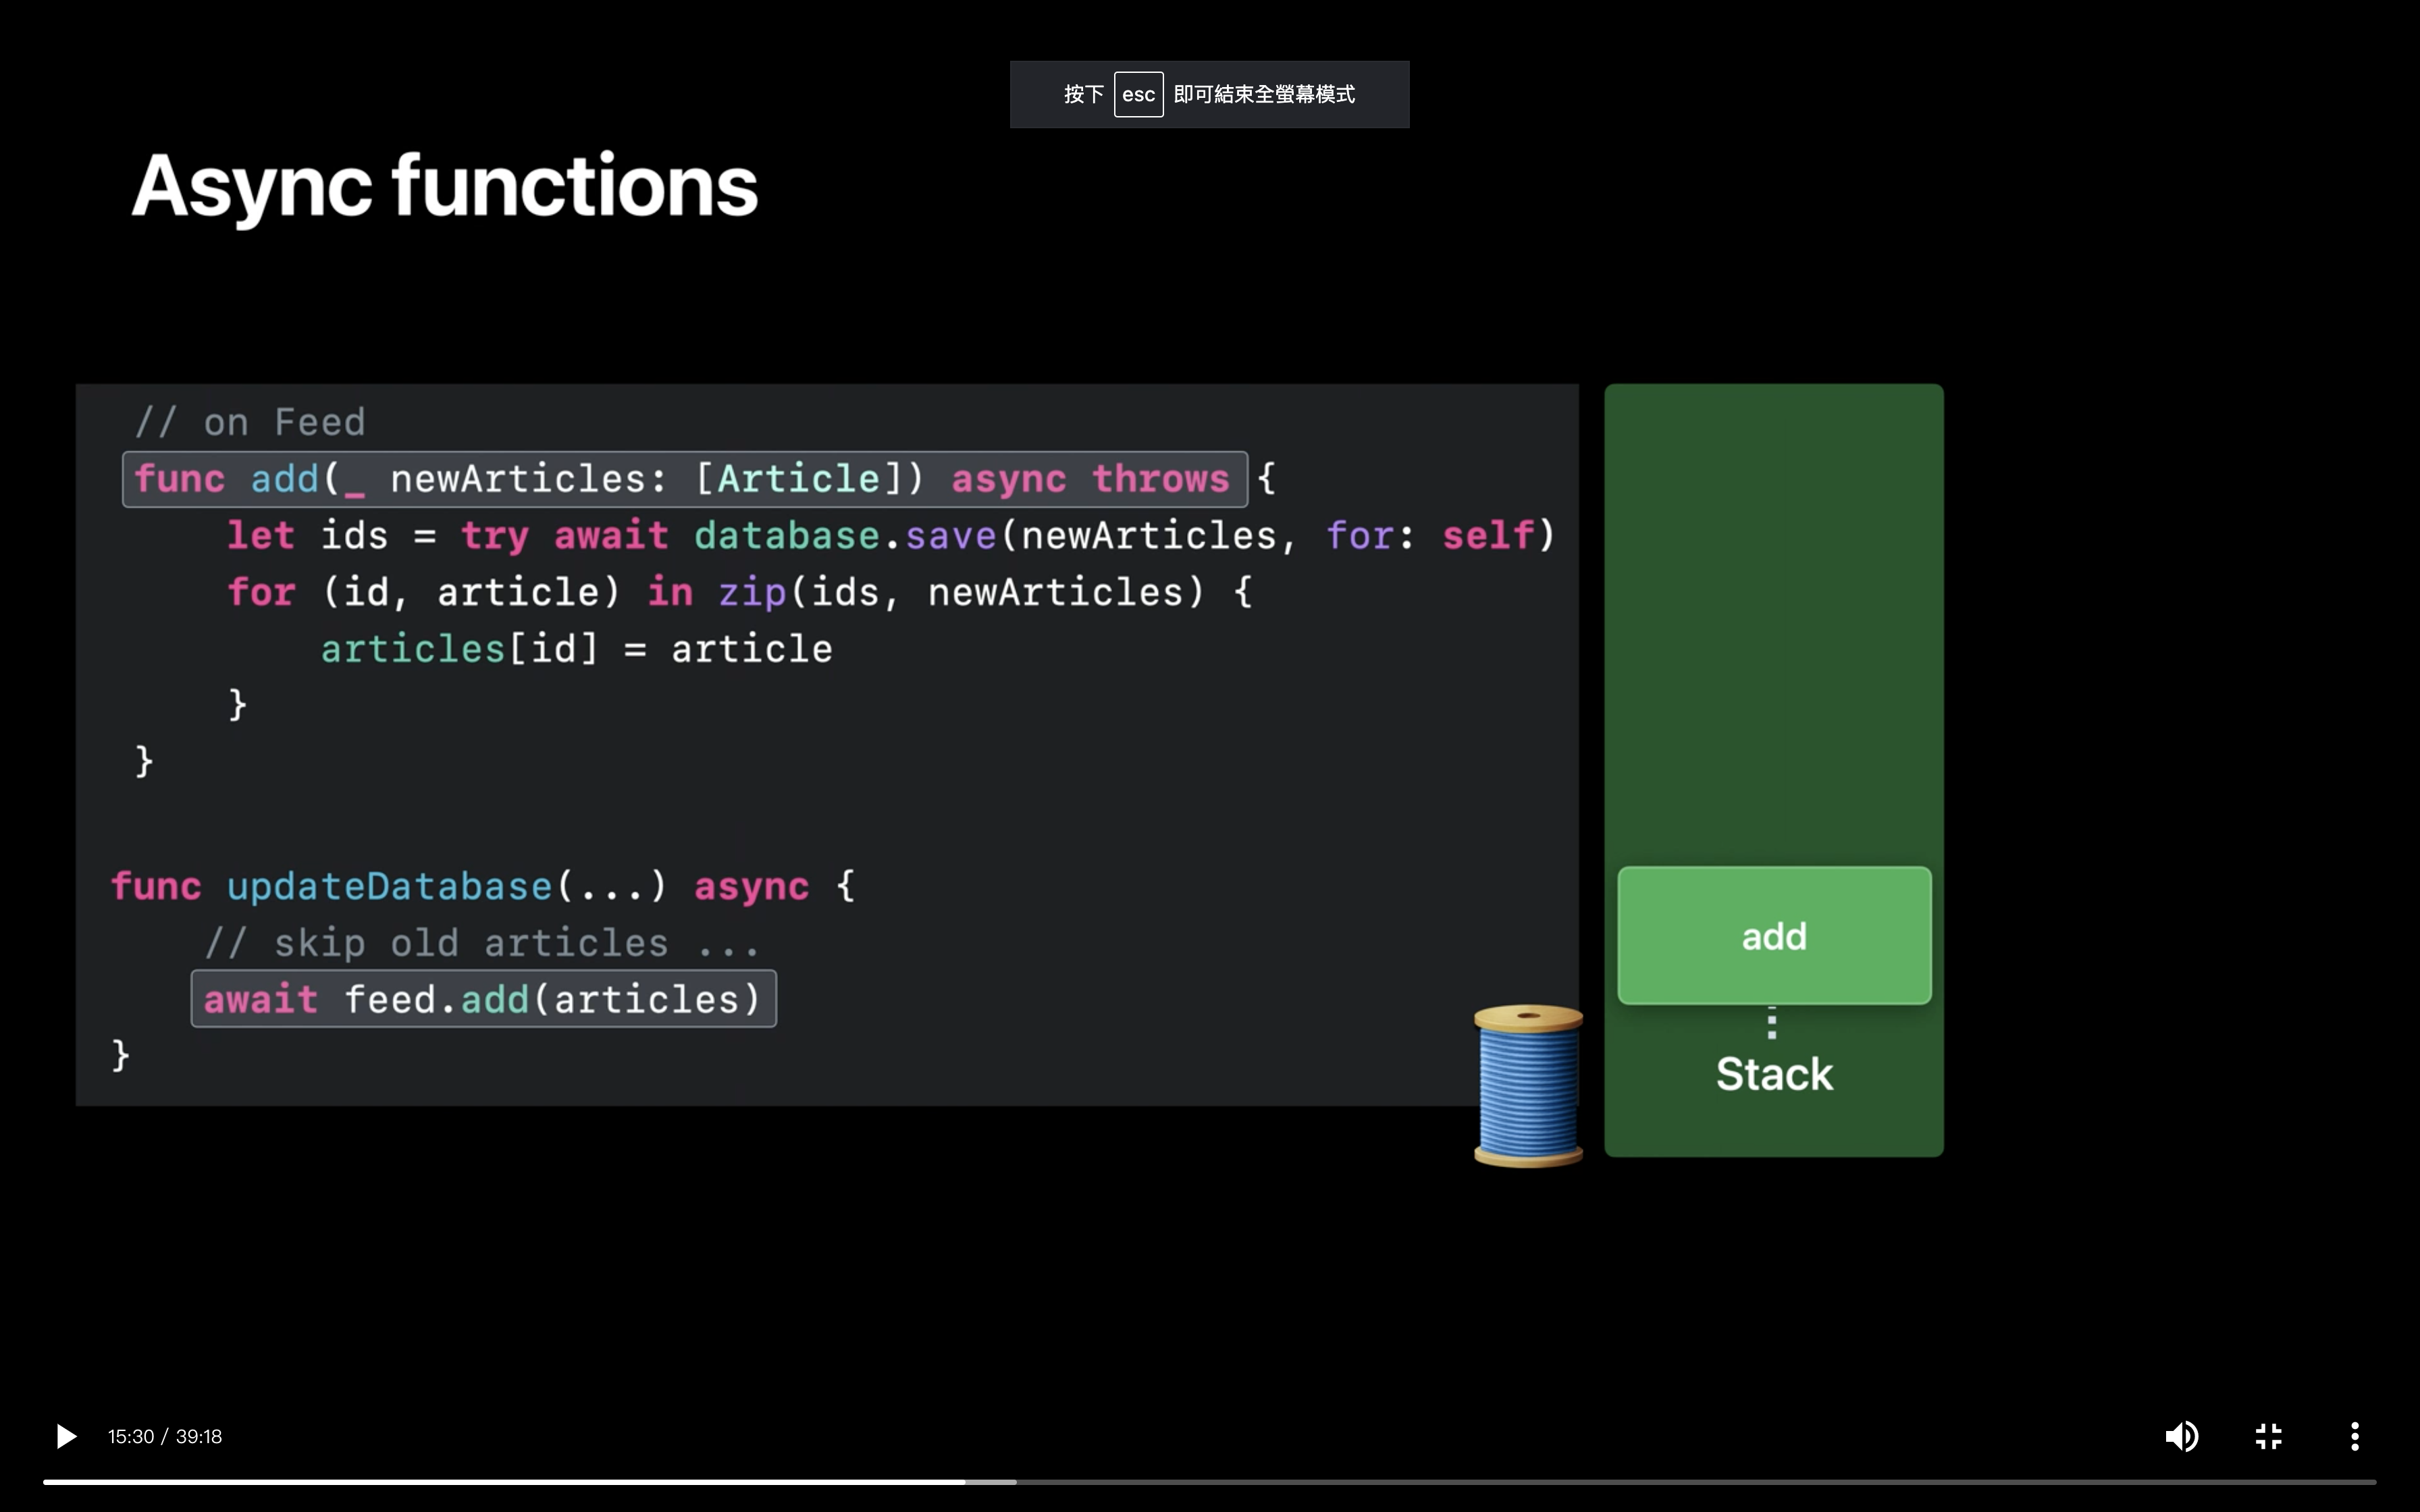 按下 esc 即可結束全螢幕模式
Async functions
// on Feed
func add(_ newArticles: [Article]) async throws {
let ids = try await database.save(newArticles, for: self)
for (id, article) in zip(ids, newArticles) {
articles[id] = article
}
}
func updateDatabase(...) async {
// skip old articles ...
await feed.add(articles)
}
add
Stack
15:30 / 39:18